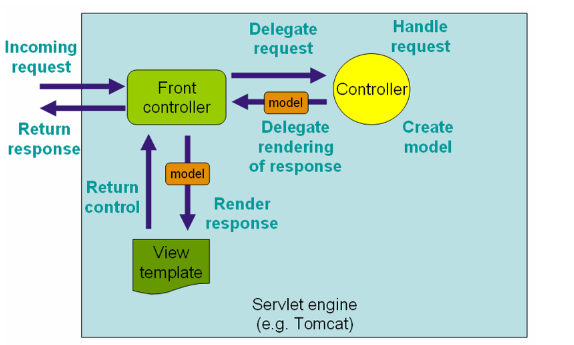 Incoming
request
Return
response
Delegate
request
Handle
request
Front
controller
Controller
model
Delegate
rendering
of response
Create
model
model
Return
control
Render
response
View
template
Servlet engine
(e.g. Tomcat)